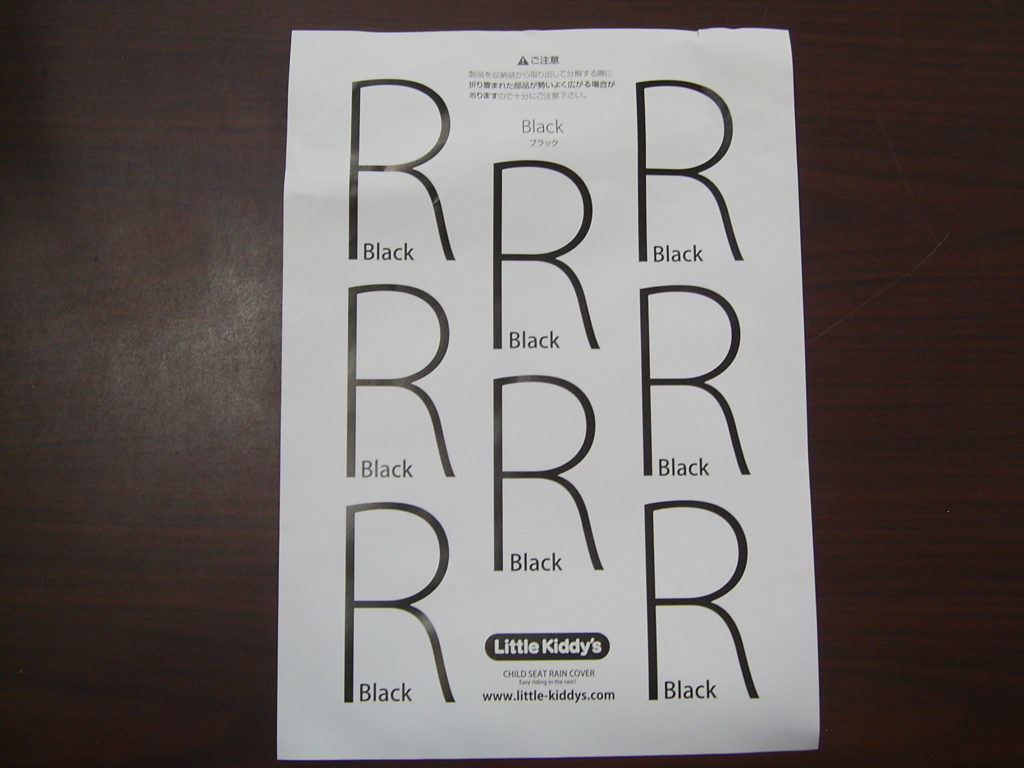 ⚠ご注意
製品を収納袋から取り出して分解する際に
折り畳まれた部品が勢いよく広がる場合が
ありますので十分にご注意下さい。
Black
ブラック
R
Black
R
Black
R
Black
R
Black
R
Black
R
Black
R
Black
R
Black
Little Kiddy's
CHILD SEAT RAIN COVER
Easy riding in the rain!
www.little-kiddys.com